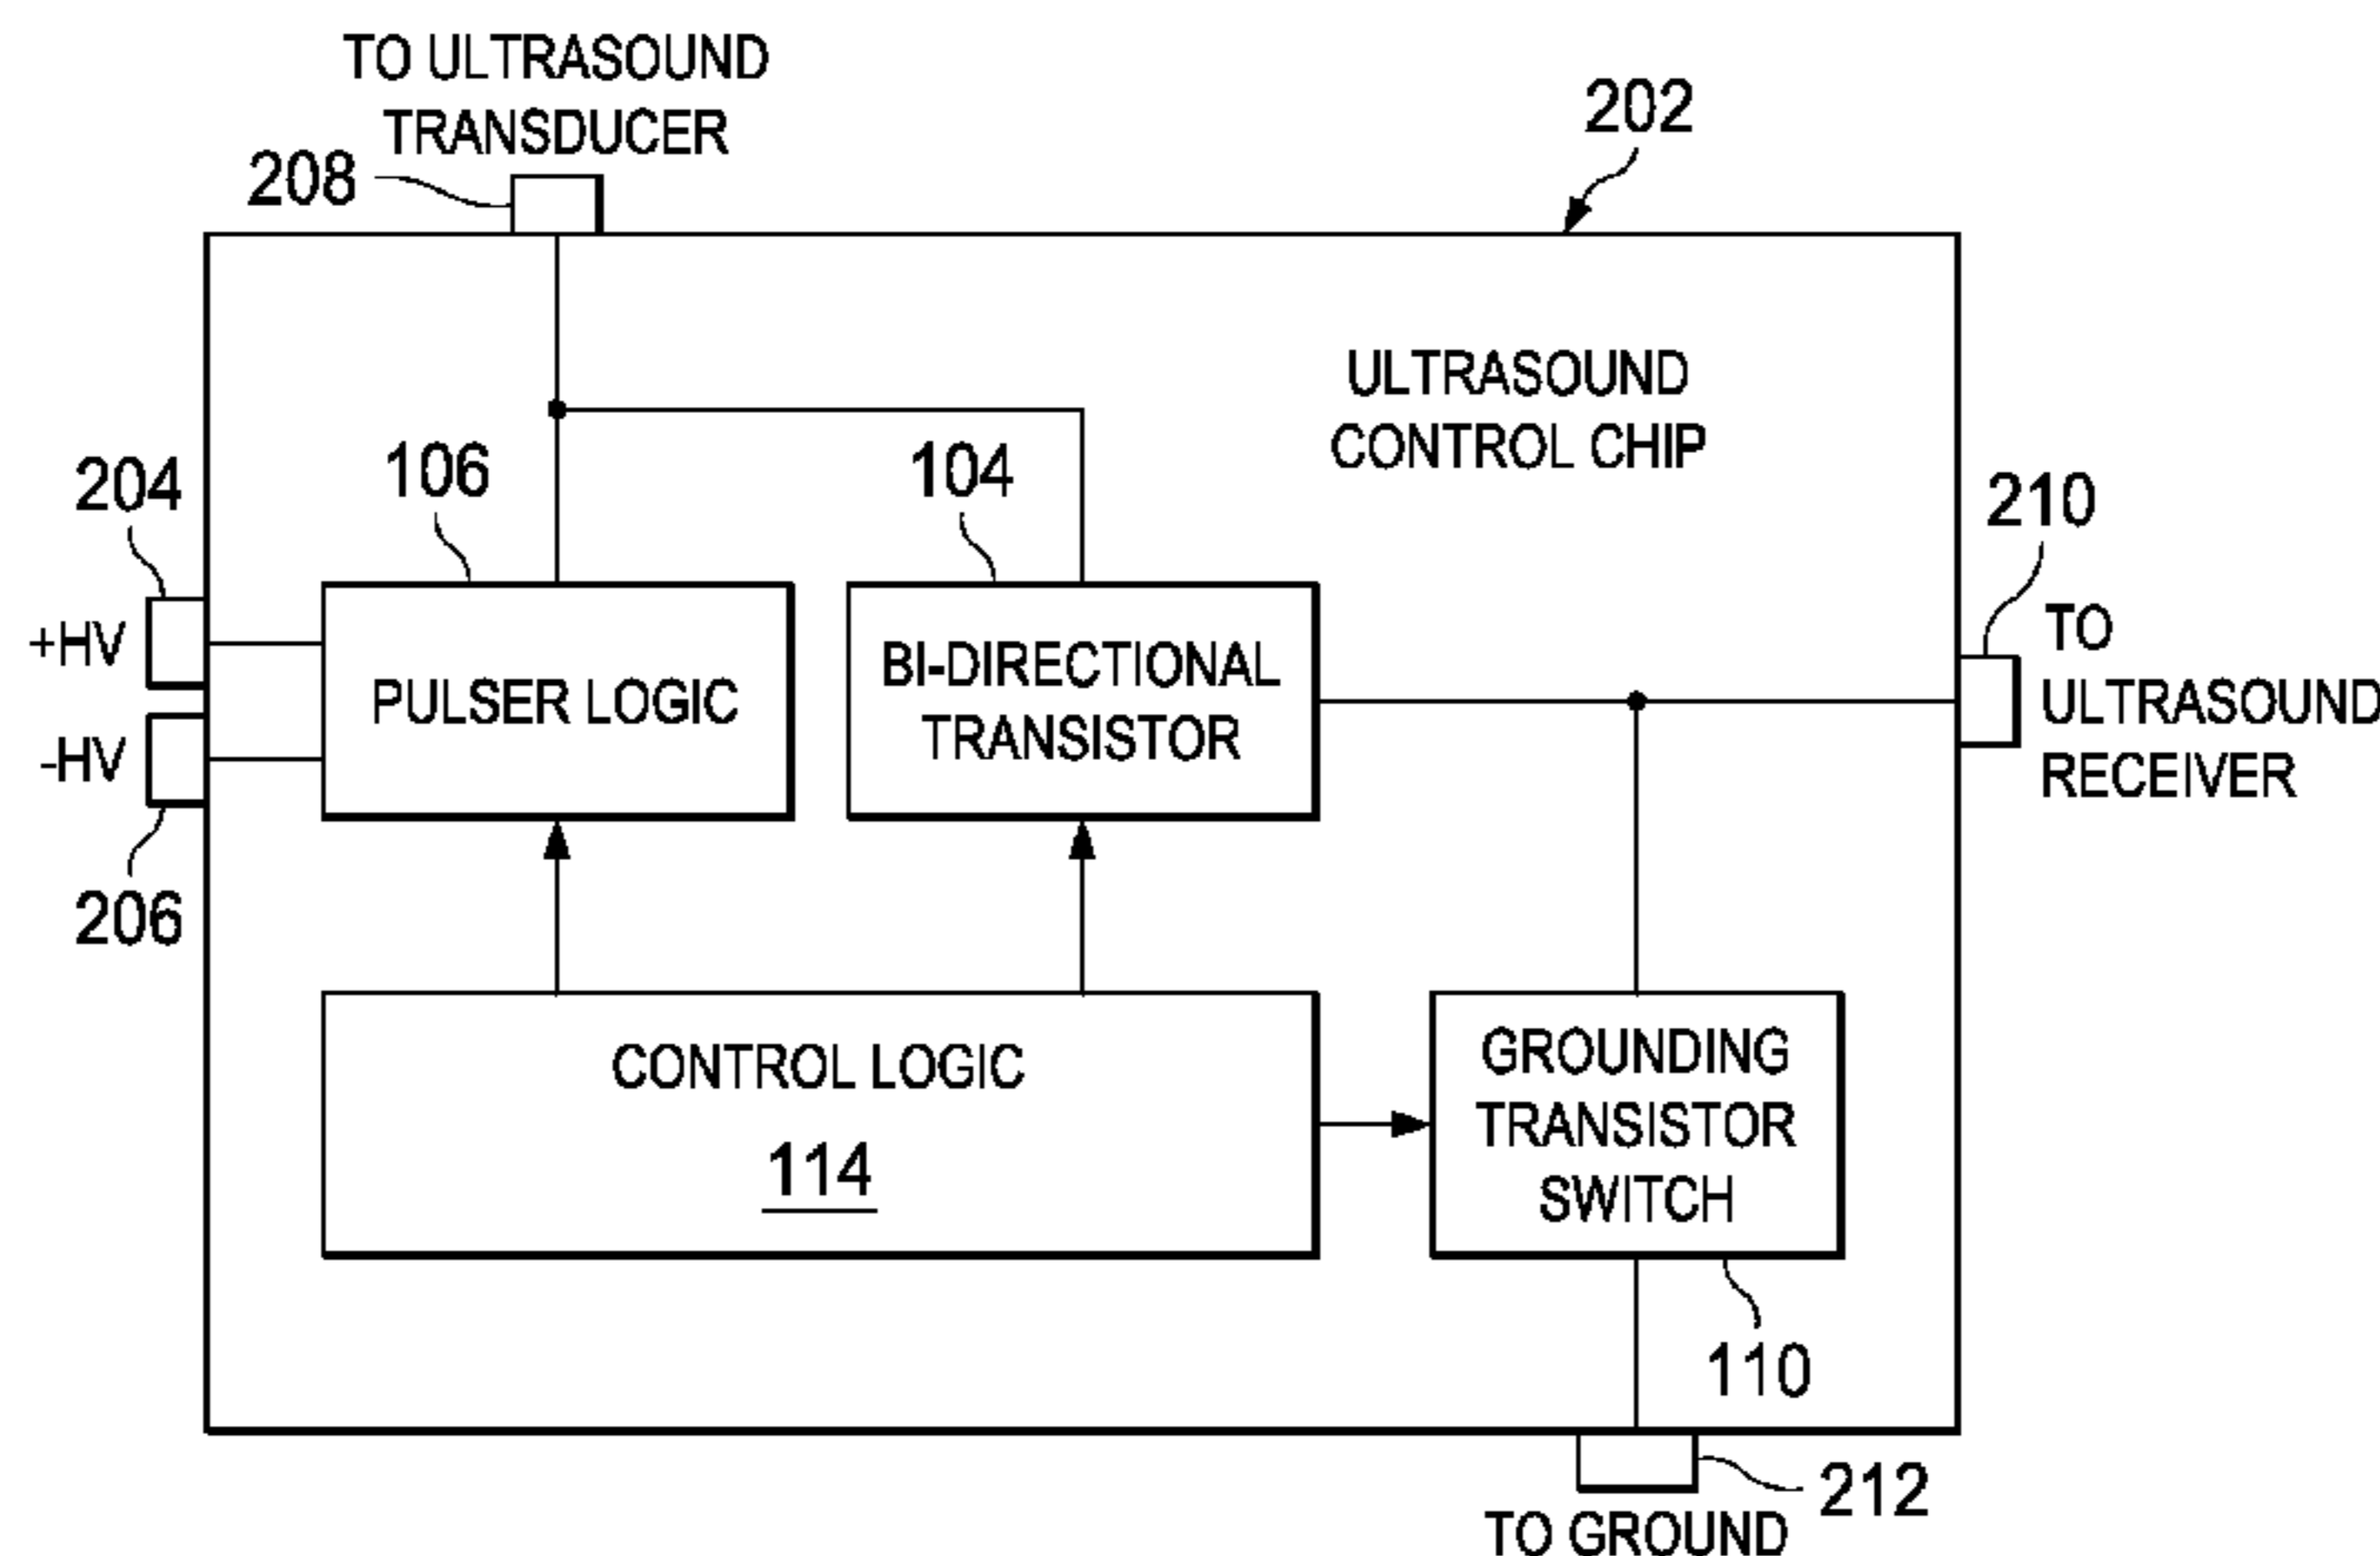 TO ULTRASOUND
TRANSDUCER
208
202
ULTRASOUND
CONTROL CHIP
204
106
104
210
+HV
-HV
206
PULSER LOGIC
BI-DIRECTIONAL
TRANSISTOR
TO
ULTRASOUND
RECEIVER
CONTROL LOGIC
114
GROUNDING
TRANSISTOR
SWITCH
110
212
TO GROUND